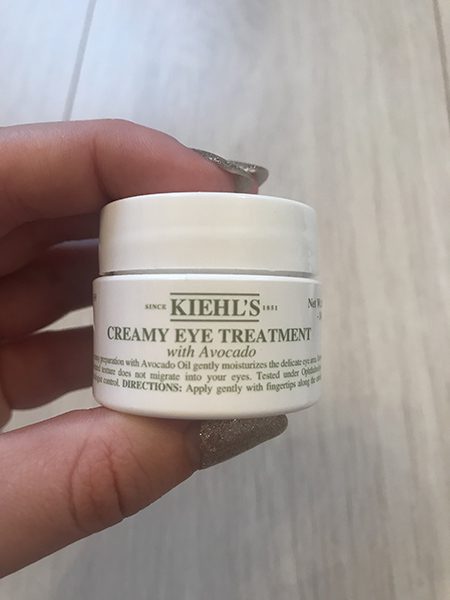 SINCE KIEHL'S 1851
CREAMY EYE TREATMENT
with Avocado
preparation with Avocado Oil gently moisturizes the delicate eye area.
texture does not migrate into your eyes. Tested under
control. DIRECTIONS: Apply gently with fingertips along the
Net